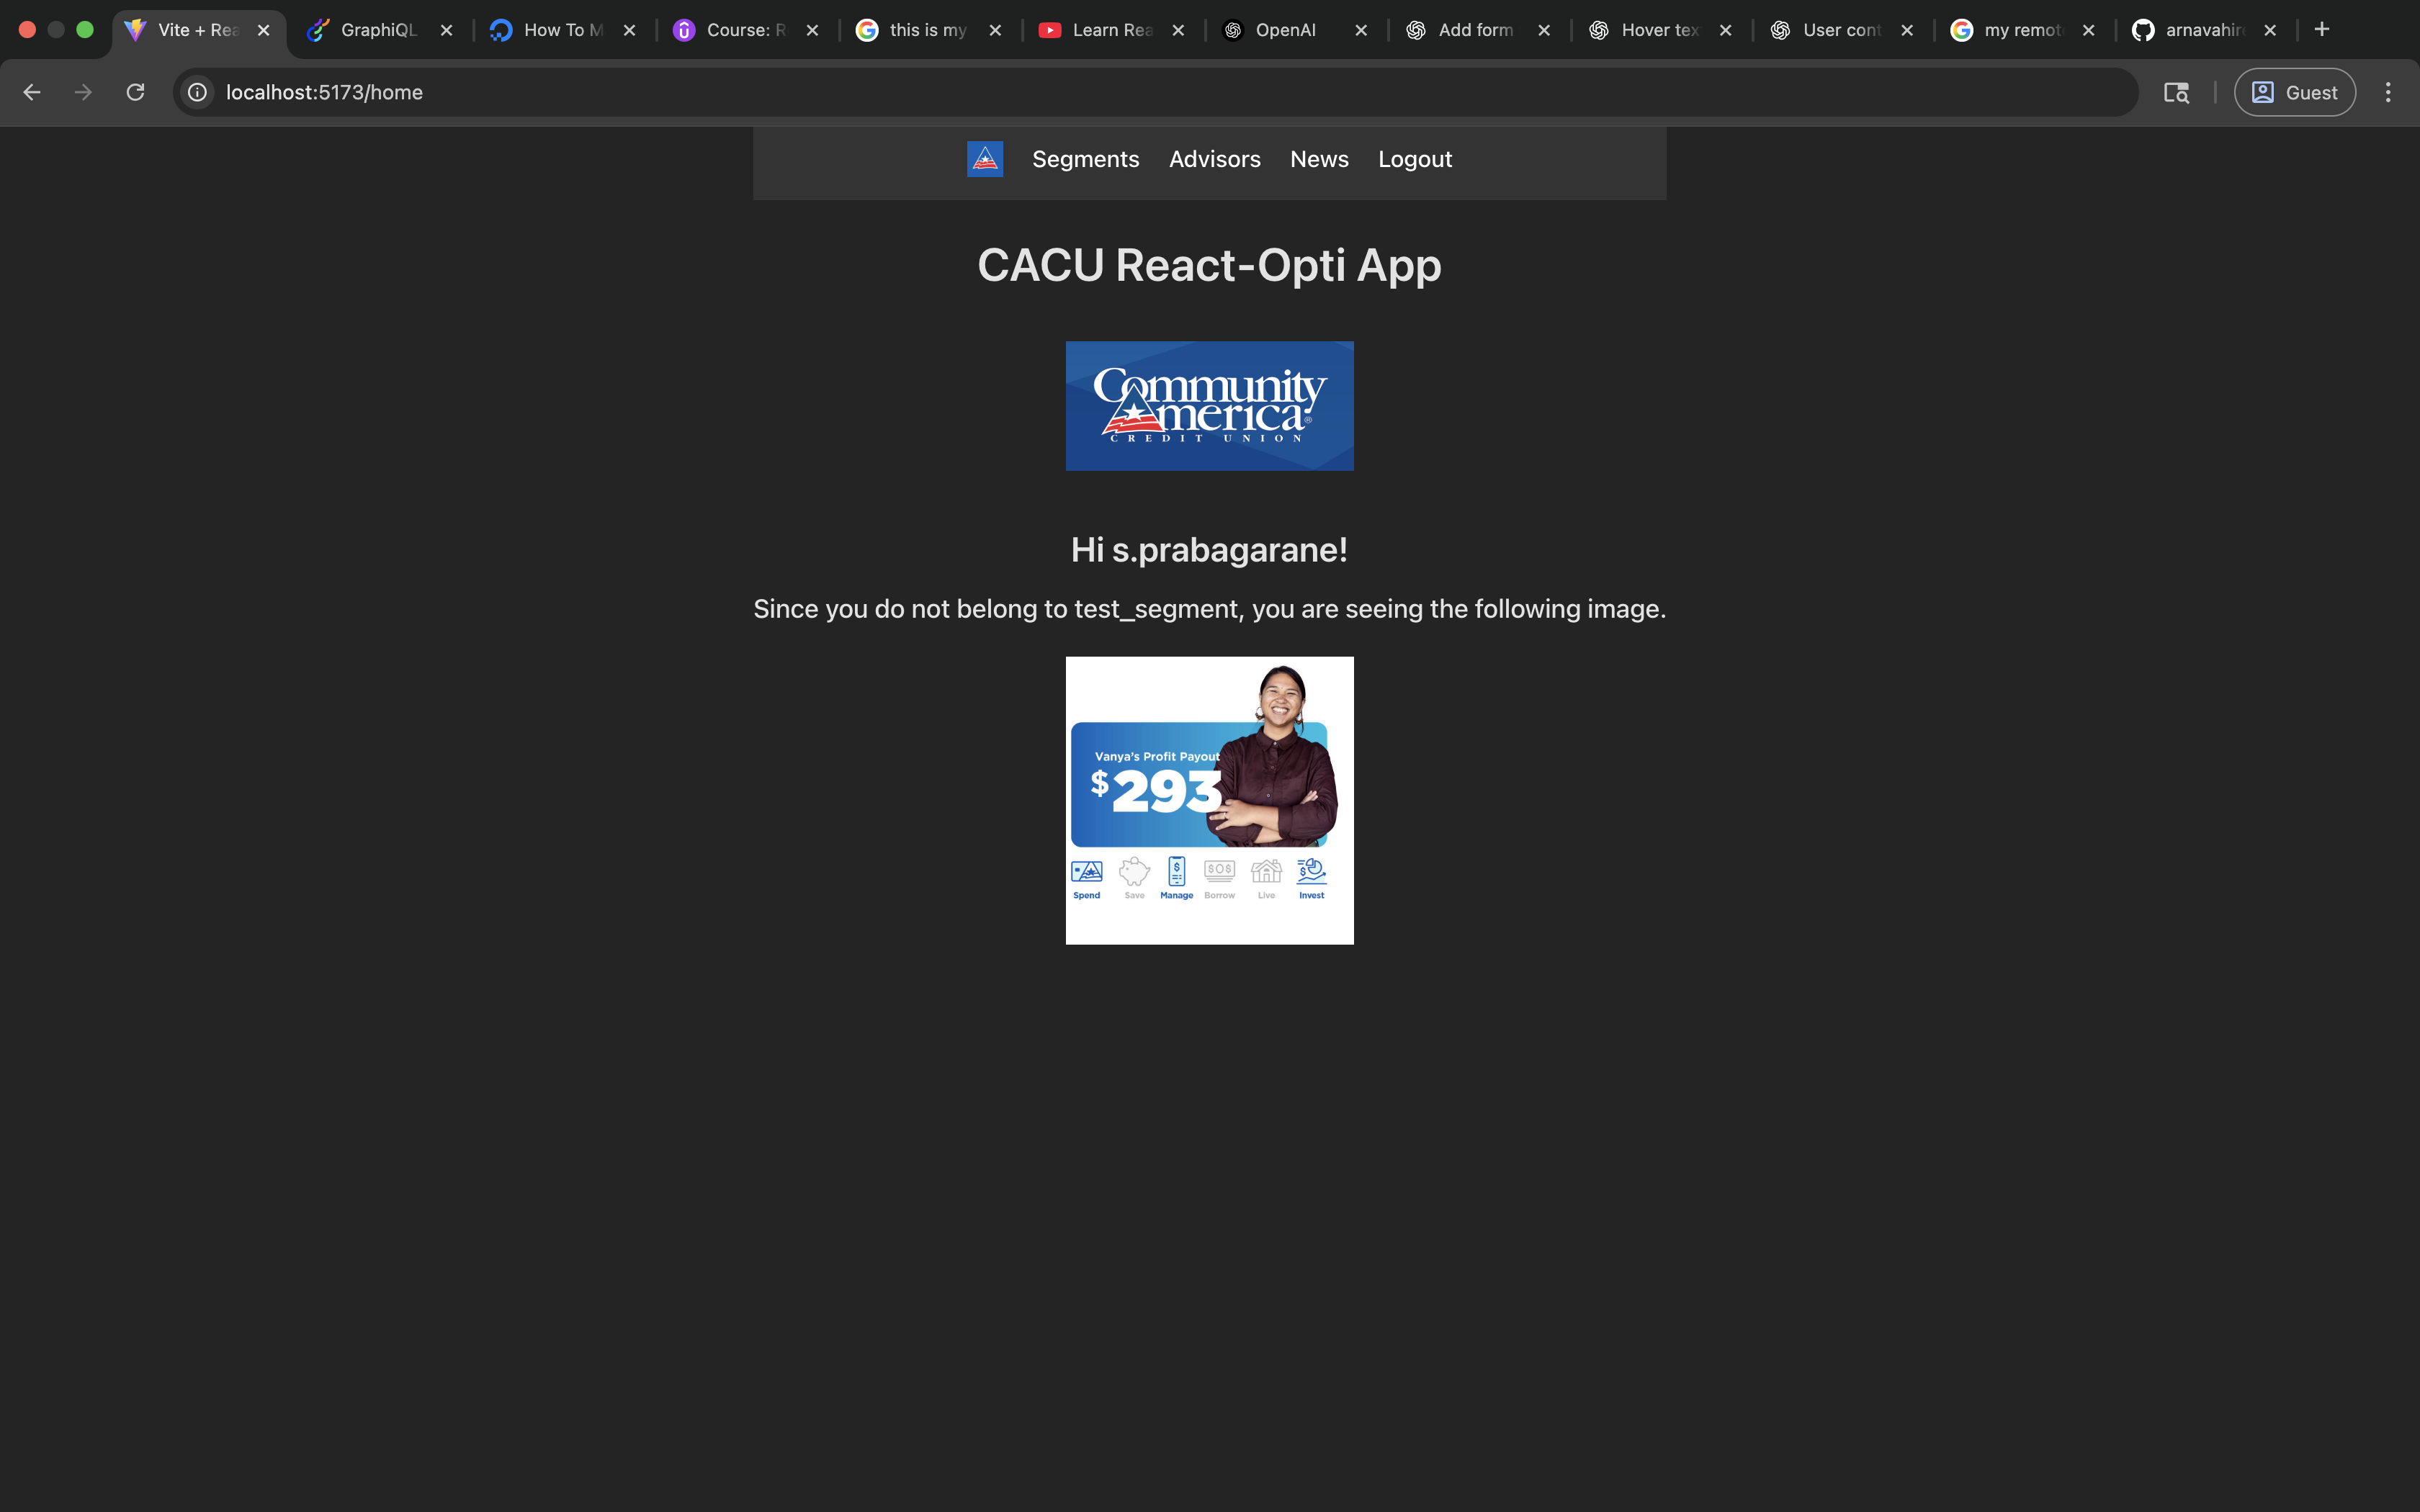 Vite + Rea
GraphiQL
How To M
Course: R
this is my
Learn Rea
OpenAI
Add form
Hover tex
User cont
my remot
arnavahire
localhost:5173/home
Guest
Segments Advisors News Logout
CACU React-Opti App
Community
America®
CREDIT UNION
Hi s.prabagarane!
Since you do not belong to test_segment, you are seeing the following image.
Vanya's Profit Payout
$293
Spend Save Manage Borrow Live Invest